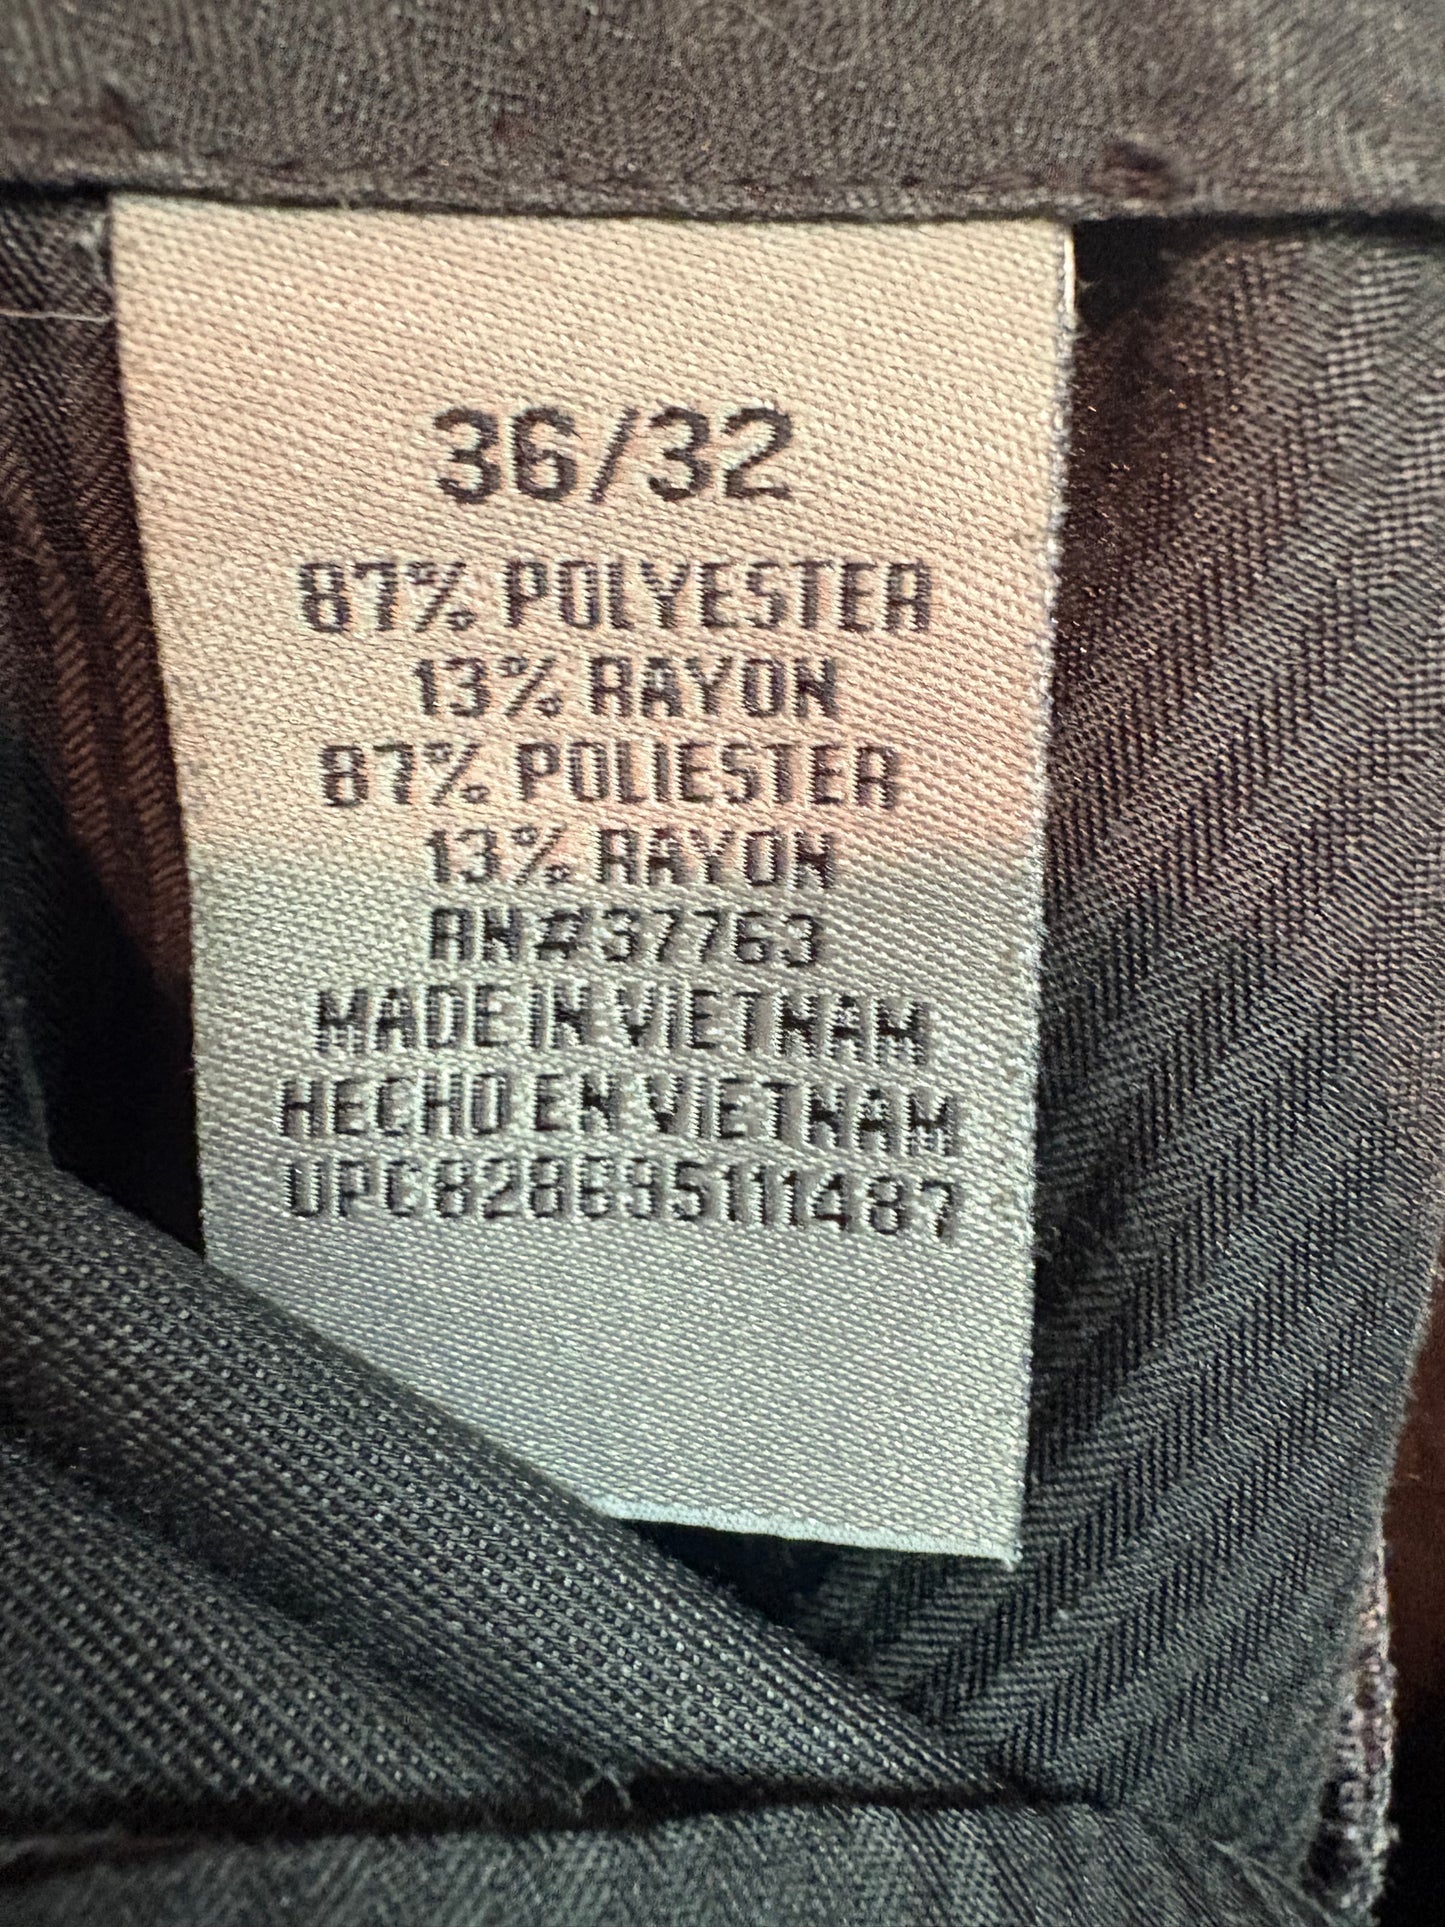 36/32
87% POLYESTER
13% RAYON
87% POLIESTER
13% RAYON
RN#37763
MADE IN VIETNAM
HECHO EN VIETNAM
UPC828695111487